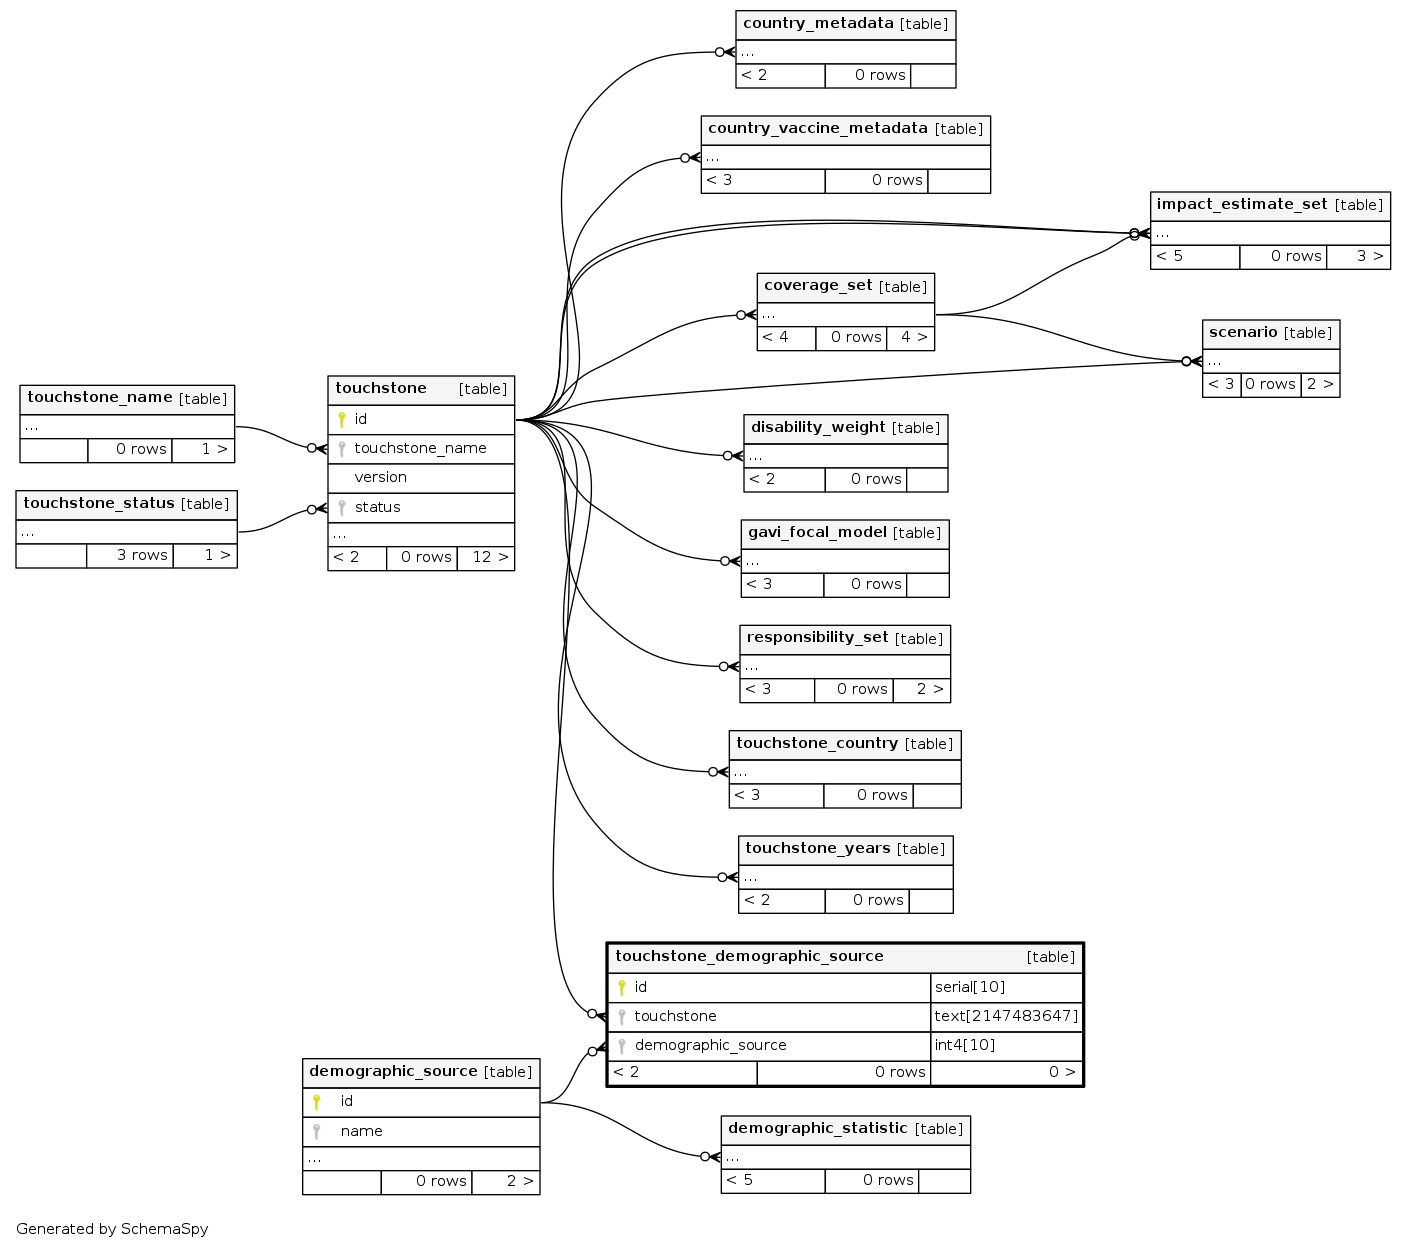 country_metadata [table]
...
< 2 0 rows
country_vaccine_metadata [table]
...
< 3 0 rows
impact_estimate_set [table]
...
< 5 0 rows 3 >
coverage_set [table]
...
< 4 0 rows 4 >
scenario [table]
...
< 3 0 rows 2 >
touchstone_name [table]
...
0 rows 1 >
touchstone_status [table]
...
3 rows 1 >
touchstone [table]
id
touchstone_name
version
status
...
< 2 0 rows 12 >
disability_weight [table]
...
< 2 0 rows
gavi_focal_model [table]
...
< 3 0 rows
responsibility_set [table]
...
< 3 0 rows 2 >
touchstone_country [table]
...
< 3 0 rows
touchstone_years [table]
...
< 2 0 rows
touchstone_demographic_source [table]
id serial[10]
touchstone text[2147483647]
demographic_source int4[10]
< 2 0 rows 0 >
demographic_source [table]
id
name
...
0 rows 2 >
demographic_statistic [table]
...
< 5 0 rows
Generated by SchemaSpy